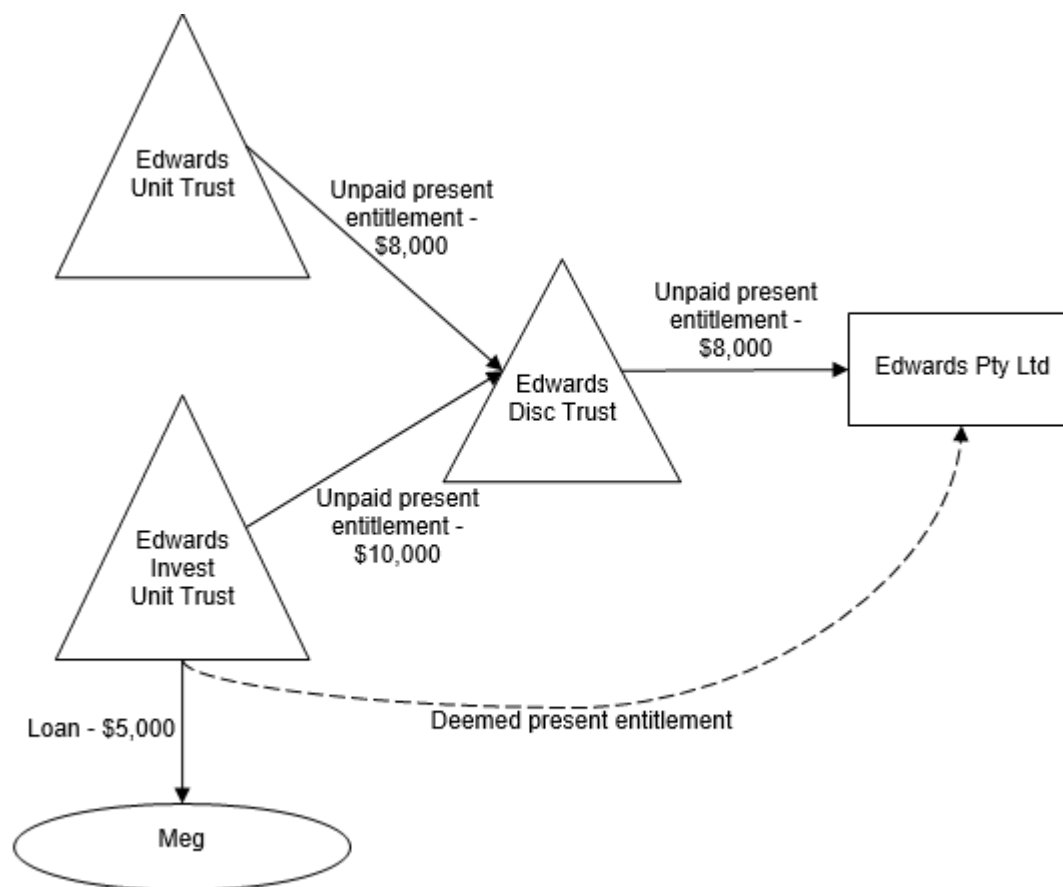 Edwards
Unit Trust
Unpaid present
entitlement -
$8,000
Unpaid present
entitlement -
$8,000
Edwards Pty Ltd
Edwards
Disc Trust
Unpaid present
entitlement -
$10,000
Edwards
Invest
Unit Trust
Loan - $5,000
Deemed present entitlement
Meg